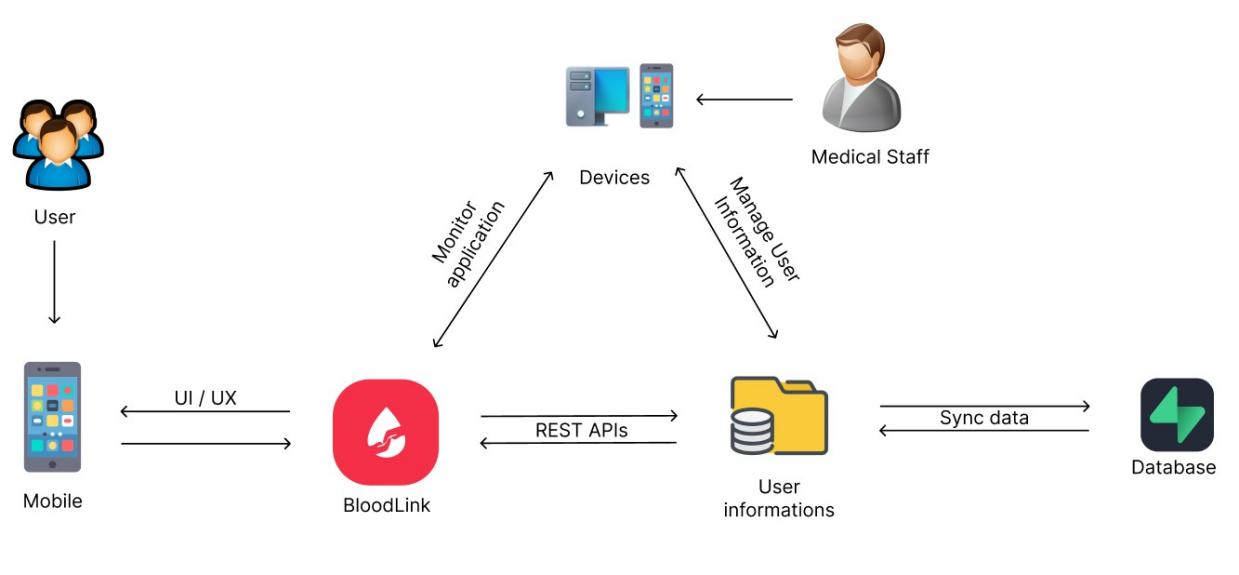 Medical Staff
Devices
User
Monitor
application
Manage User
Information
UI / UX
REST APIs
Sync data
Mobile
BloodLink
User
informations
Database